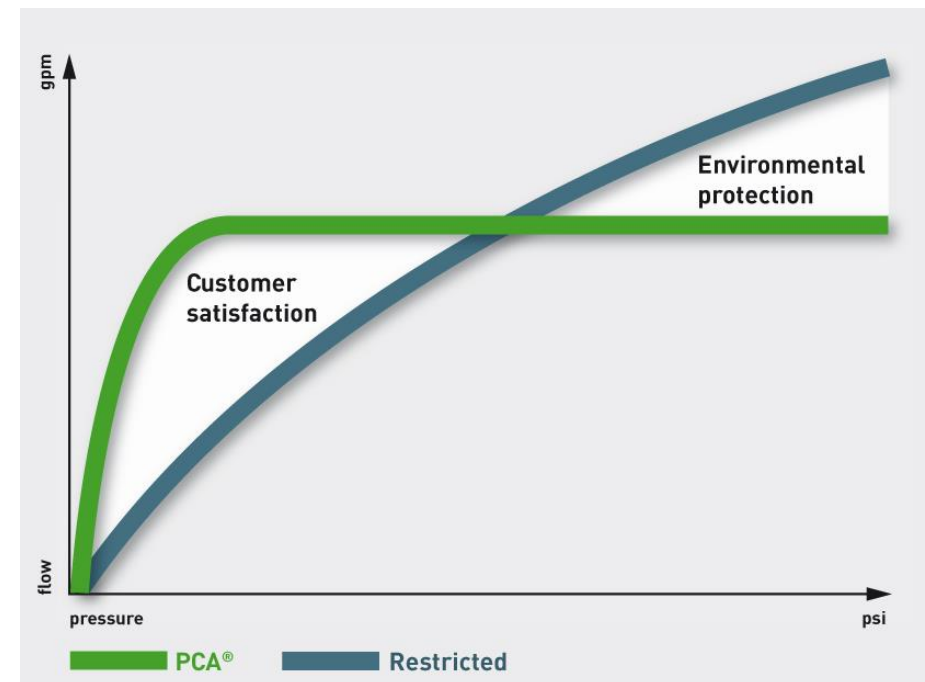 gpm
Environmental
protection
Customer
satisfaction
flow
pressure
psi
PCA®
Restricted